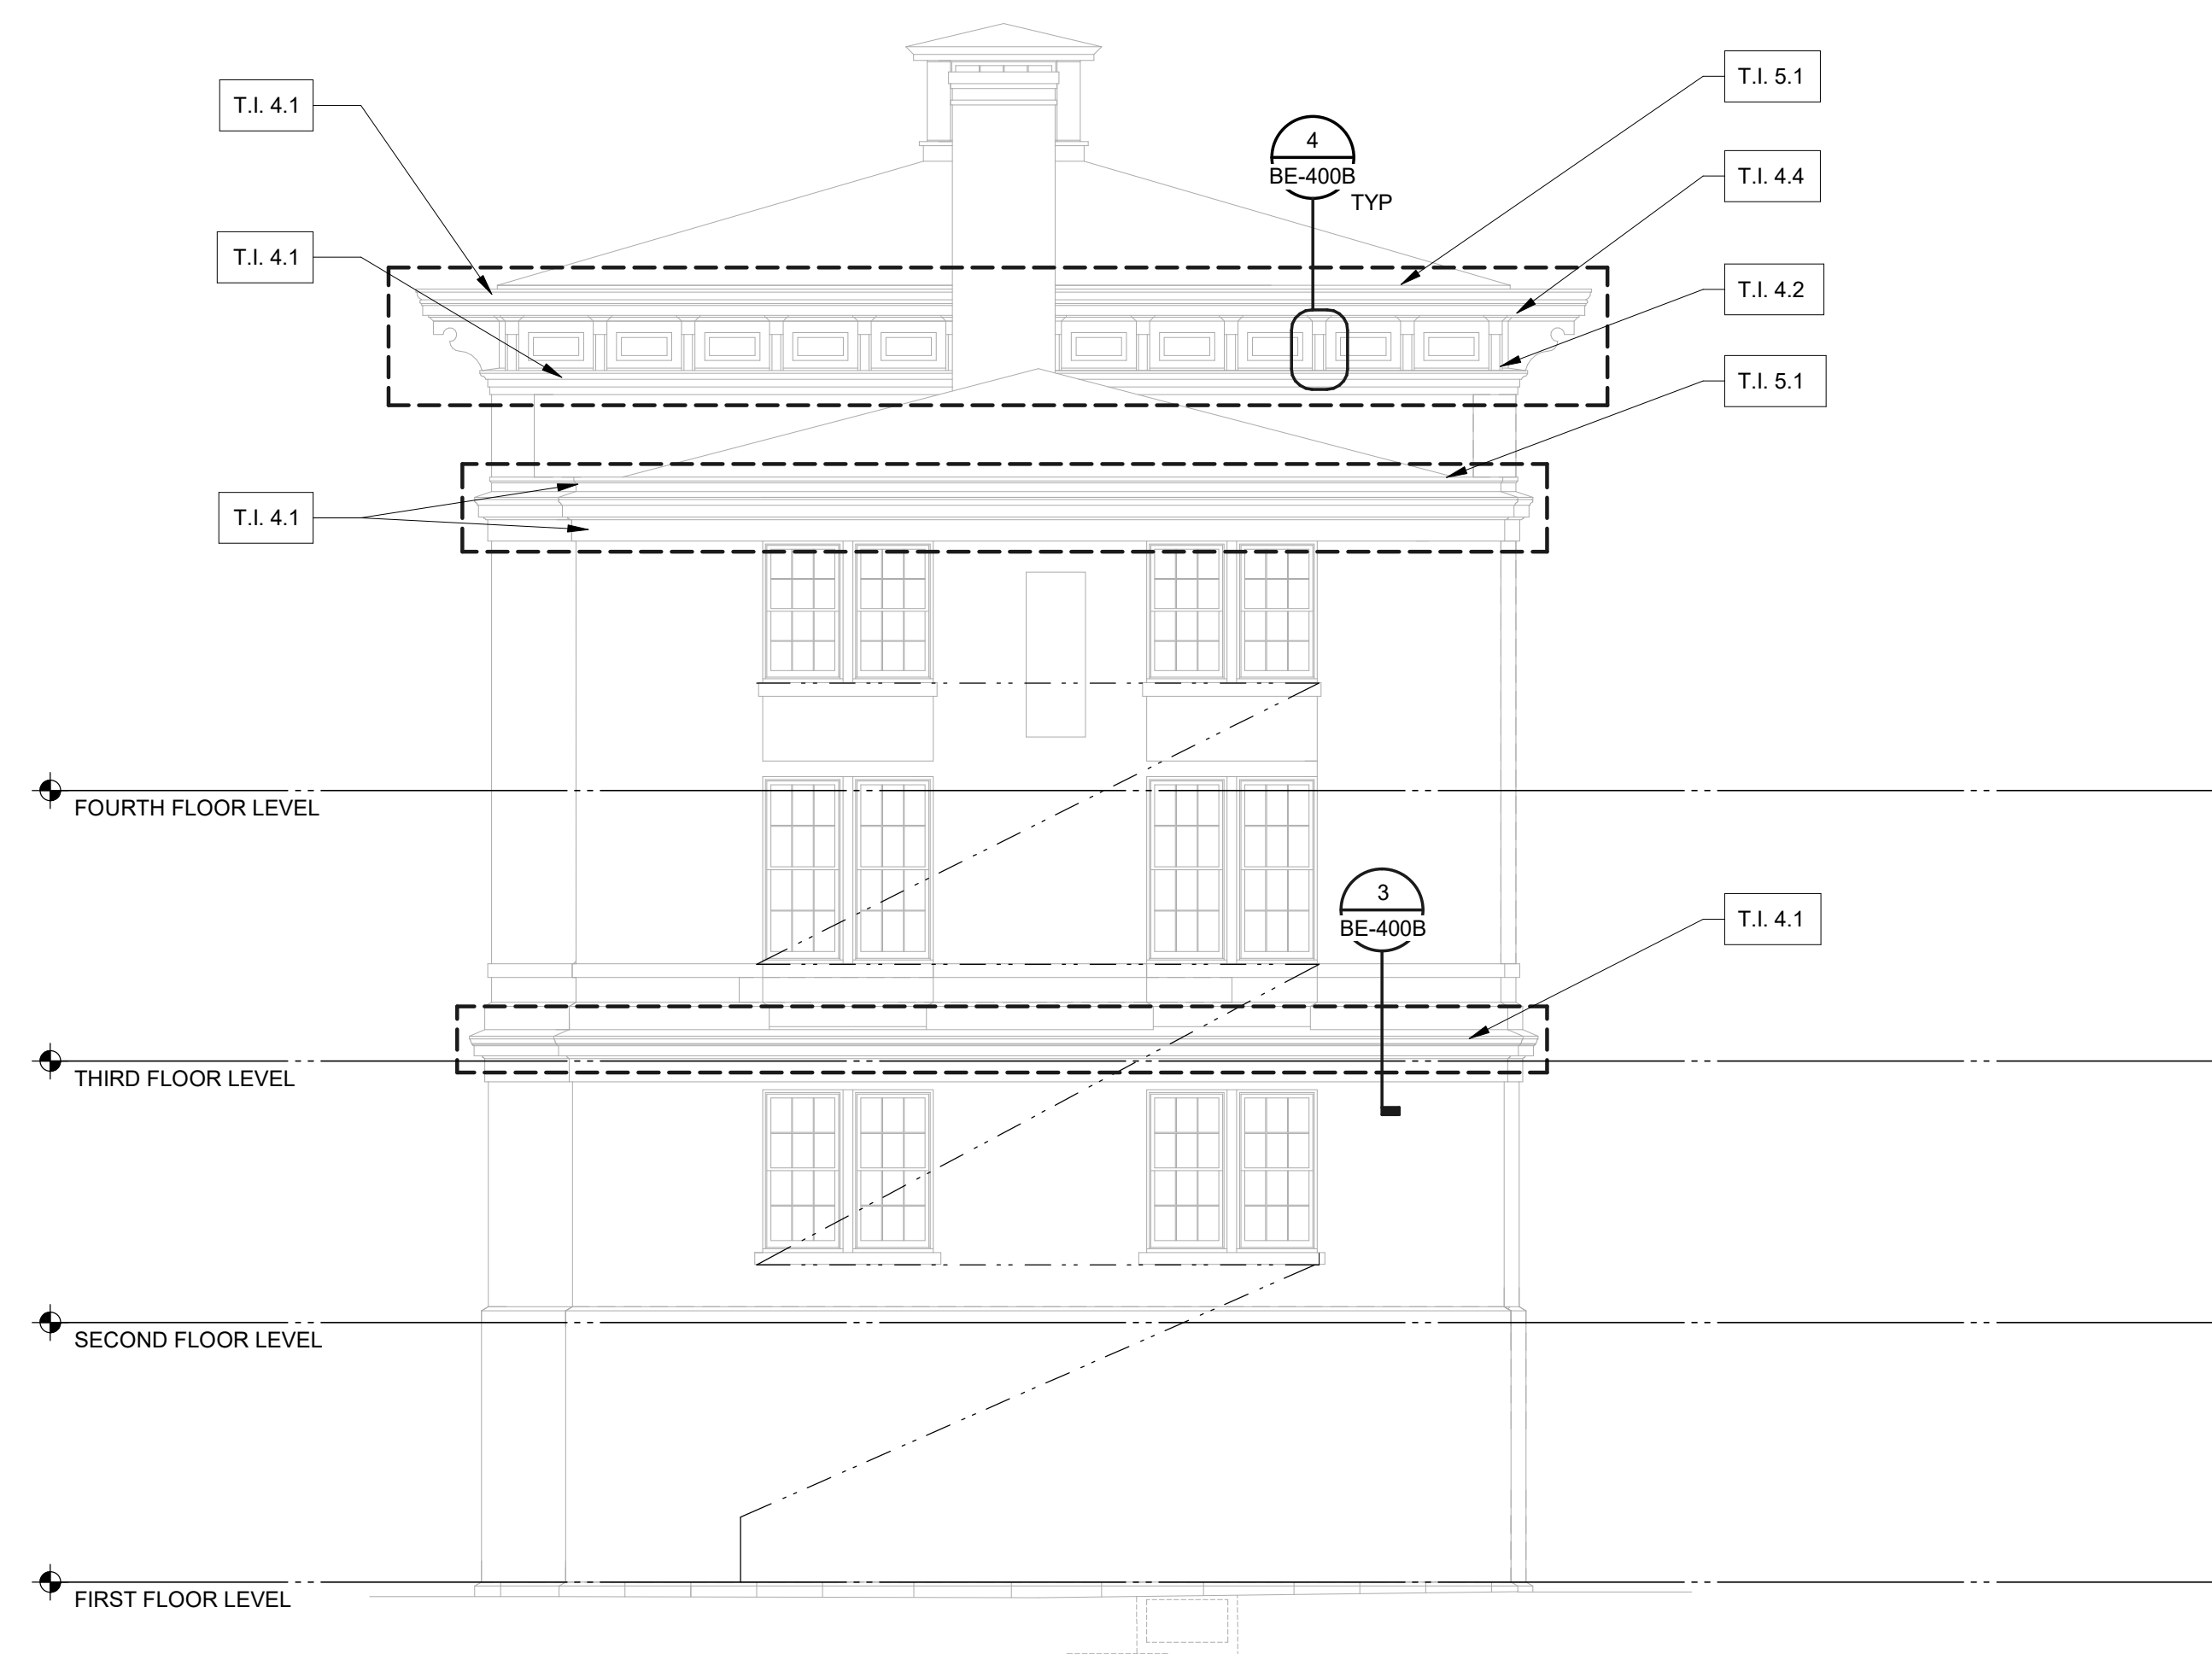 T.I. 5.1
T.I. 4.1
4
BE-400B
TYP
T.I. 4.4
T.I. 4.1
T.I. 4.2
T.I. 5.1
T.I. 4.1
FOURTH FLOOR LEVEL
3
BE-400B
T.I. 4.1
THIRD FLOOR LEVEL
SECOND FLOOR LEVEL
FIRST FLOOR LEVEL